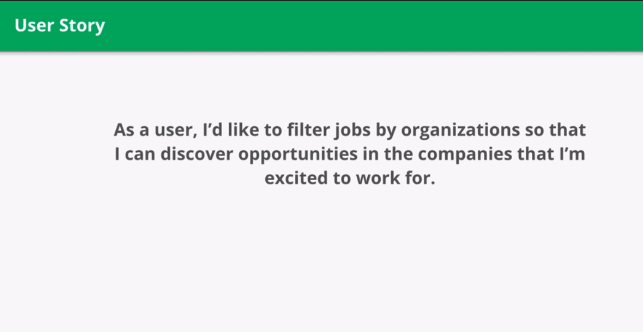 User Story
As a user, I’d like to filter jobs by organizations so that
I can discover opportunities in the companies that I’m
excited to work for.